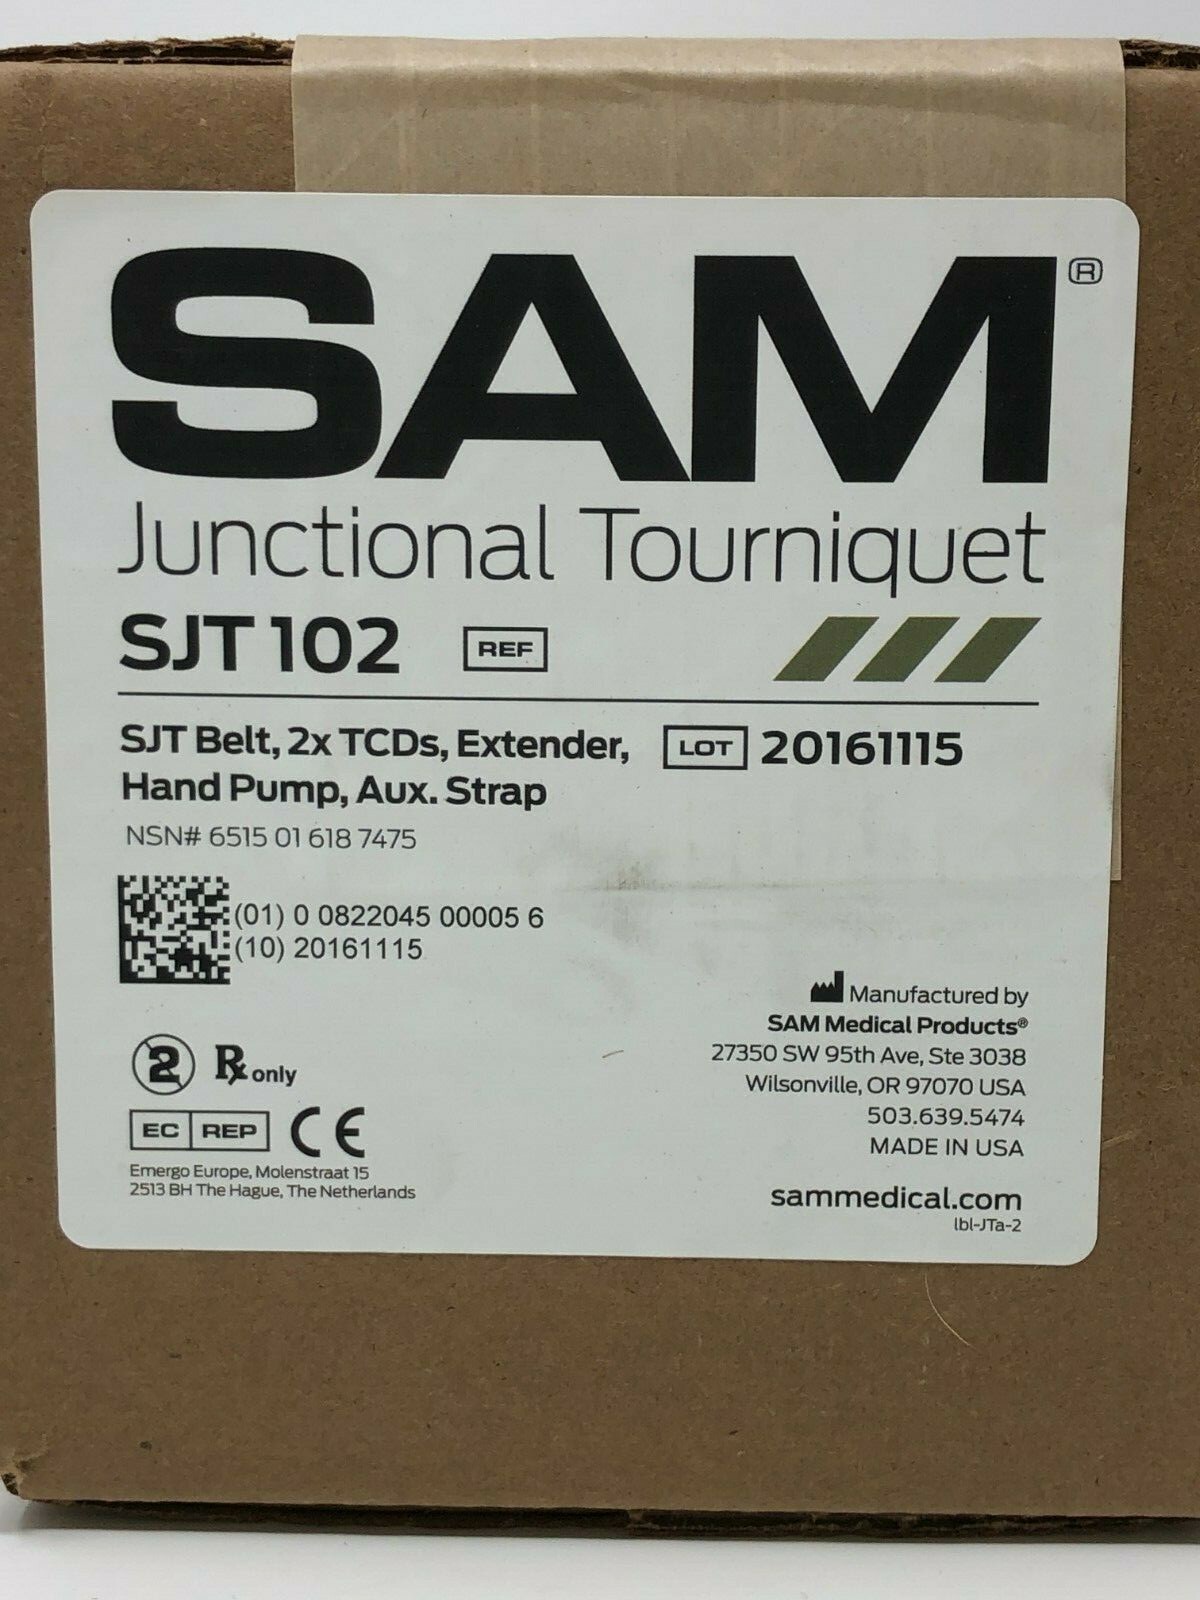 SAM®
Junctional Tourniquet
SJT 102 REF
SJT Belt, 2x TCDs, Extender, LOT 20161115
Hand Pump, Aux. Strap
NSN# 6515 01 618 7475
(01) 0 0822045 00005 6
(10) 20161115
Manufactured by
SAM Medical Products®
27350 SW 95th Ave, Ste 3038
Wilsonville, OR 97070 USA
503.639.5474
MADE IN USA
sammedical.com
lbl-JTa-2
2 Rx only
EC REP CE
Emergo Europe, Molenstraat 15
2513 BH The Hague, The Netherlands